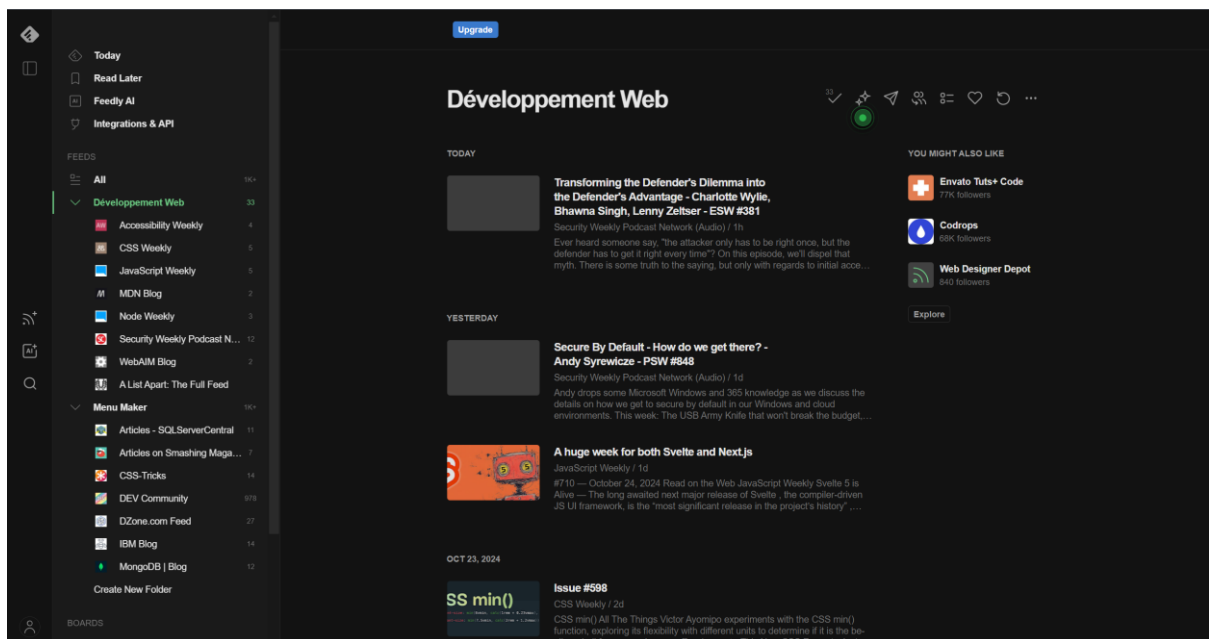 Upgrade
Today
Read Later
Feedly AI
Integrations & API
FEEDS
All 1K+
Développement Web 33
Accessibility Weekly 4
CSS Weekly 5
JavaScript Weekly 5
MDN Blog 2
Node Weekly 3
Security Weekly Podcast N... 12
WebAIM Blog 2
A List Apart: The Full Feed
Menu Maker 1K+
Articles - SQLServerCentral 11
Articles on Smashing Maga... 7
CSS-Tricks 14
DEV Community 978
DZone.com Feed 27
IBM Blog 14
MongoDB | Blog 12
Create New Folder
BOARDS
Développement Web
33
TODAY
Transforming the Defender's Dilemma into
the Defender's Advantage - Charlotte Wylie,
Bhawna Singh, Lenny Zeltser - ESW #381
Security Weekly Podcast Network (Audio) / 1h
Ever heard someone say, "the attacker only has to be right once, but the
defender has to get it right every time"? On this episode, we'll dispel that
myth. There is some truth to the saying, but only with regards to initial acce…
YESTERDAY
Secure By Default - How do we get there? -
Andy Syrewicze - PSW #848
Security Weekly Podcast Network (Audio) / 1d
Andy drops some Microsoft Windows and 365 knowledge as we discuss the
details on how we get to secure by default in our Windows and cloud
environments. This week: The USB Army Knife that won't break the budget,…
A huge week for both Svelte and Next.js
JavaScript Weekly / 1d
#710 — October 24, 2024 Read on the Web JavaScript Weekly Svelte 5 is
Alive — The long awaited next major release of Svelte , the compiler-driven
JS UI framework, is the "most significant release in the project's history" ,…
OCT 23, 2024
SS min()
Issue #598
CSS Weekly / 2d
CSS min() All The Things Victor Ayomipo experiments with the CSS min()
function, exploring its flexibility with different units to determine if it is the be-
YOU MIGHT ALSO LIKE
Envato Tuts+ Code
77K followers
Codrops
68K followers
Web Designer Depot
840 followers
Explore